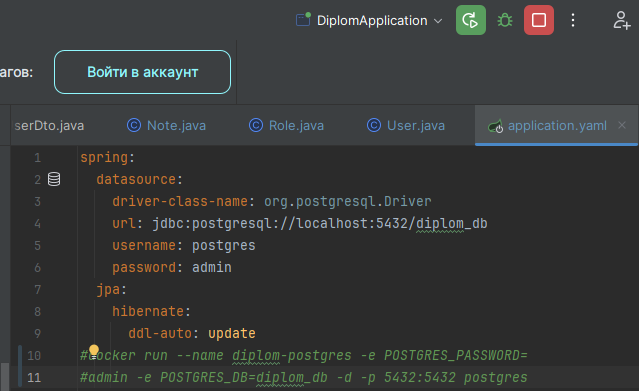 DiplomApplication
агов:
Войти в аккаунт
serDto.java
Note.java
Role.java
User.java
application.yaml
1 spring:
2 datasource:
3 driver-class-name: org.postgresql.Driver
4 url: jdbc:postgresql://localhost:5432/diplom_db
5 username: postgres
6 password: admin
7 jpa:
8 hibernate:
9 ddl-auto: update
10 #docker run --name diplom-postgres -e POSTGRES_PASSWORD=
11 #admin -e POSTGRES_DB=diplom_db -d -p 5432:5432 postgres